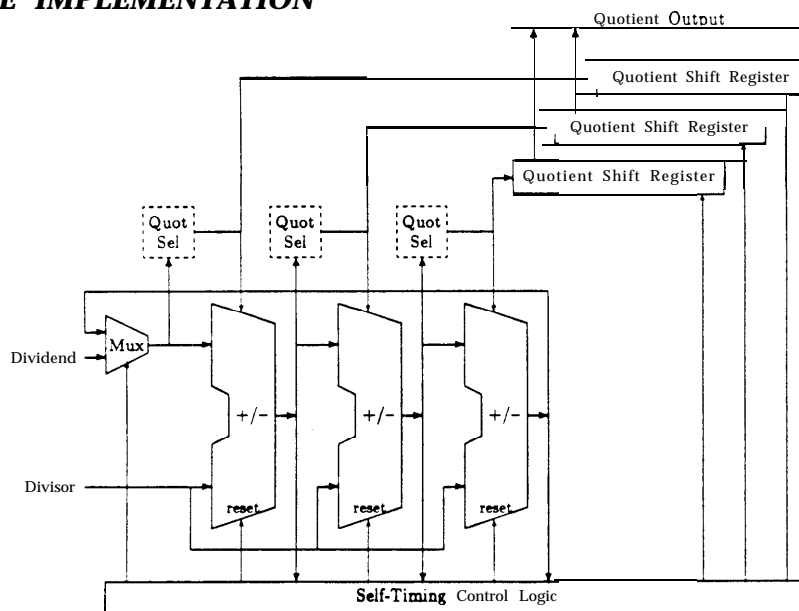 E IMPLEMENTATION
Quotient Output
Quotient Shift Register
Quotient Shift Register
Quotient Shift Register
Quot
Sel
Quot
Sel
Quot
Sel
Mux
Dividend
+/-
+/-
+/-
Divisor
reset
reset
reset
Self-Timing Control Logic